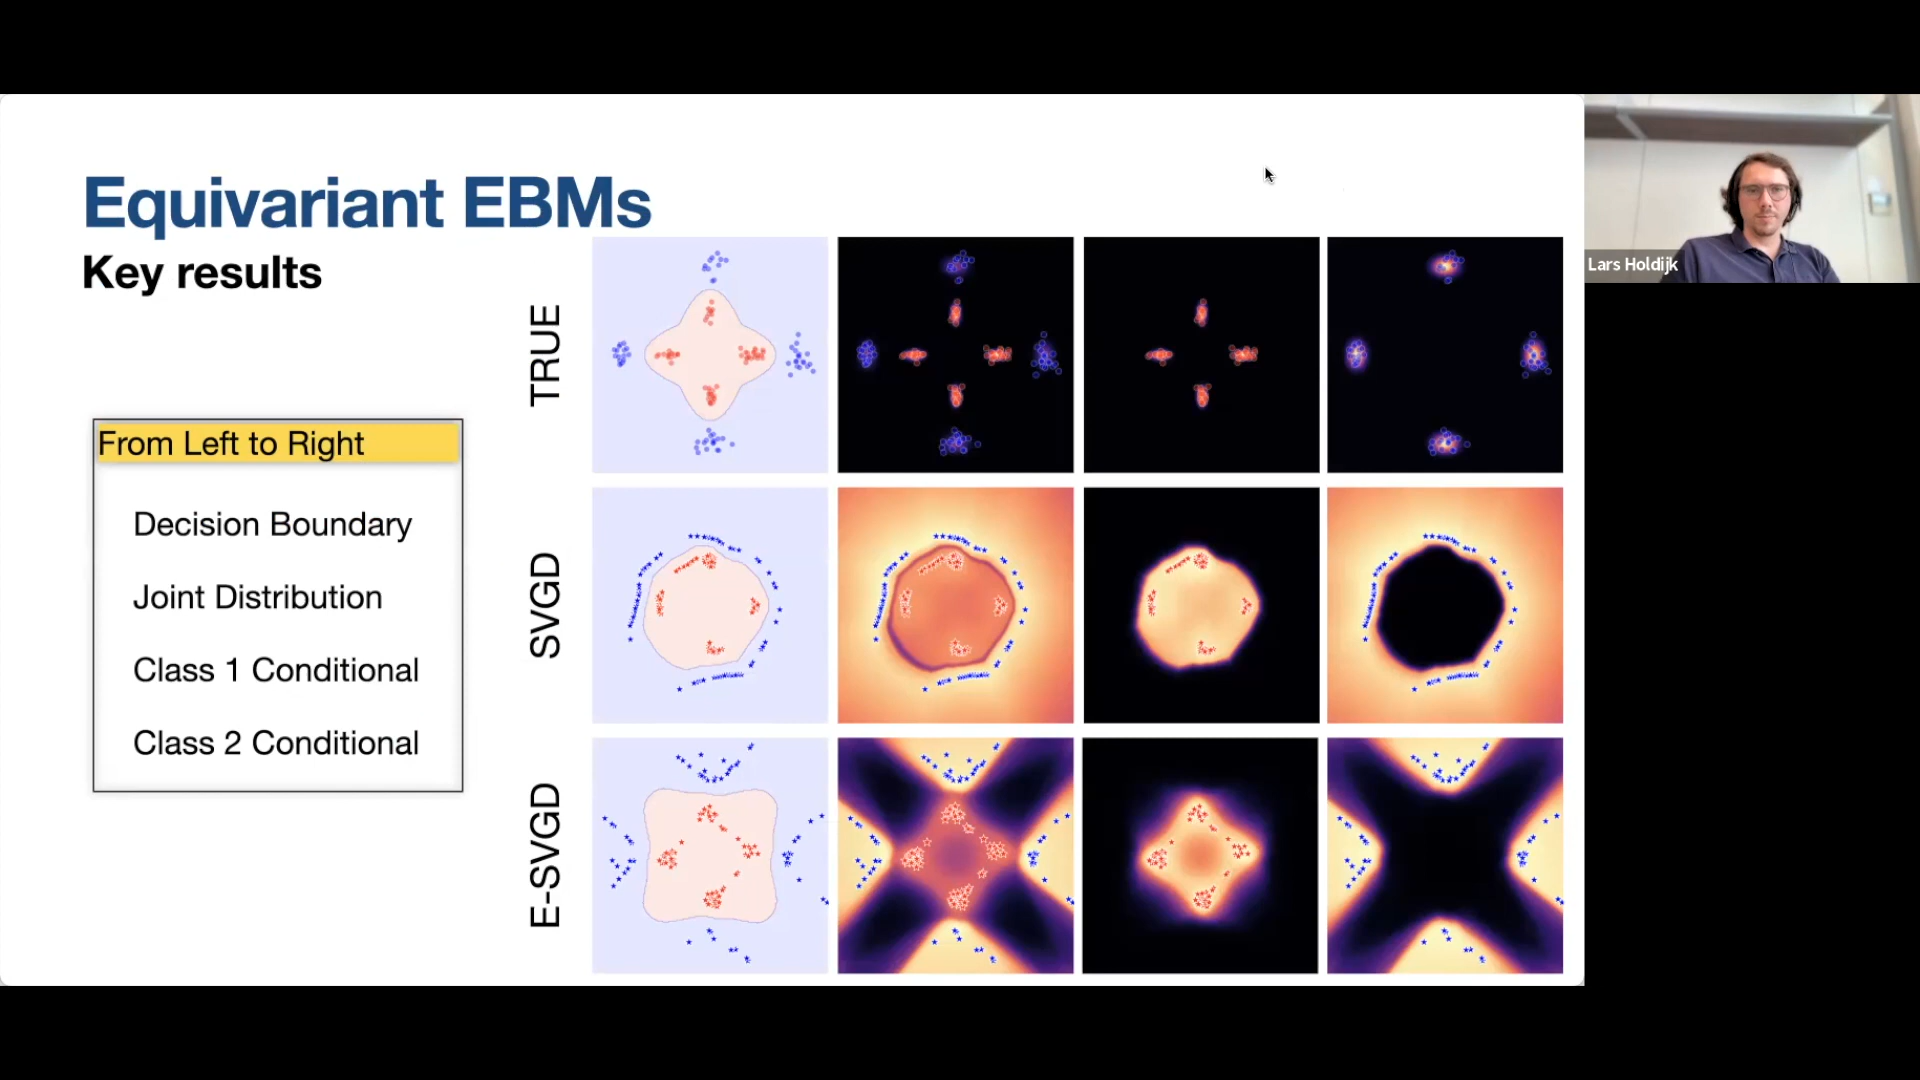 Equivariant EBMs
Key results
From Left to Right
Decision Boundary
Joint Distribution
Class 1 Conditional
Class 2 Conditional
TRUE
SVGD
E-SVGD
Lars Holdijk